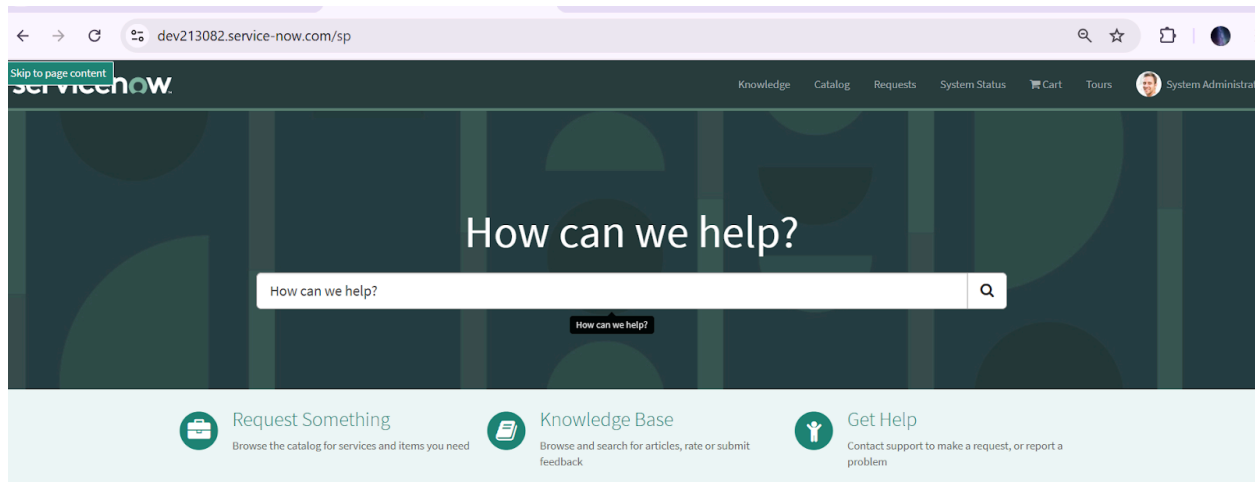 dev213082.service-now.com/sp
Skip to page content
servicenow.
Knowledge Catalog Requests System Status Cart Tours System Administrat
How can we help?
How can we help?
How can we help?
Request Something
Browse the catalog for services and items you need
Knowledge Base
Browse and search for articles, rate or submit
feedback
Get Help
Contact support to make a request, or report a
problem